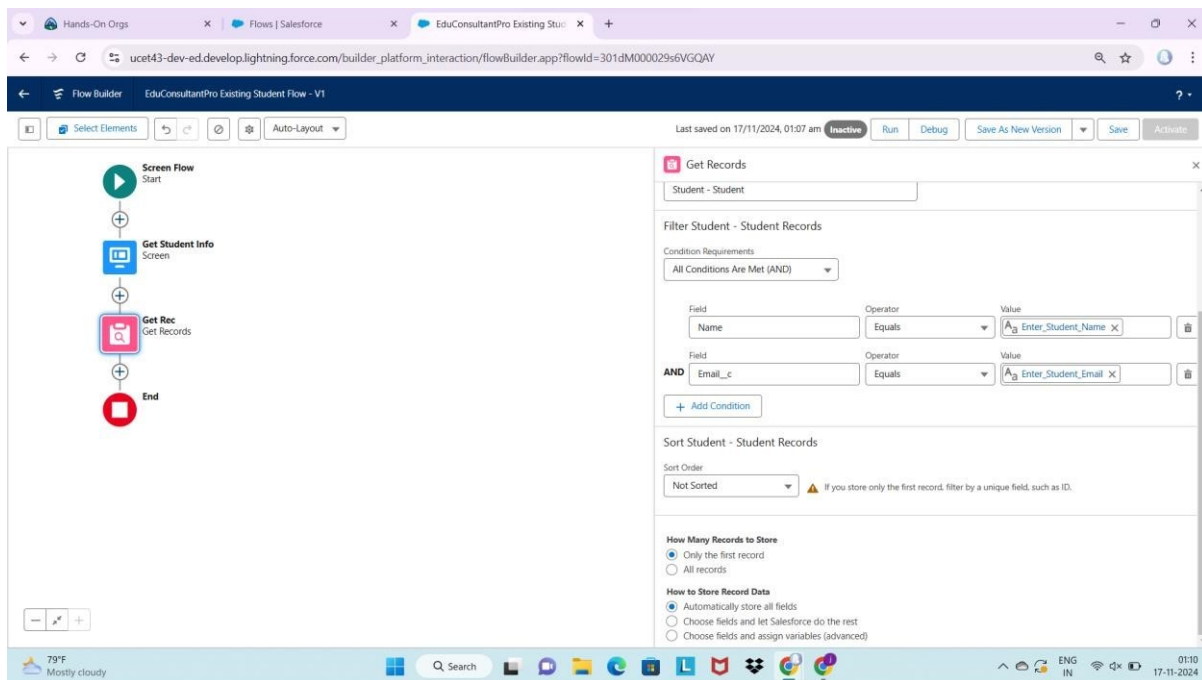 Hands-On Orgs
Flows | Salesforce
EduConsultantPro Existing Stud
ucet43-dev-ed.develop.lightning.force.com/builder_platform_interaction/flowBuilder.app?flowId=301dM000029s6VGQAY
Flow Builder EduConsultantPro Existing Student Flow - V1
?
Select Elements Auto-Layout Last saved on 17/11/2024, 01:07 am Inactive Run Debug Save As New Version Save Activate
Screen Flow
Start
Get Student Info
Screen
Get Rec
Get Records
End
Get Records
Student - Student
Filter Student - Student Records
Condition Requirements
All Conditions Are Met (AND)
Field Operator Value
Name Equals Aa Enter_Student_Name
Field Operator Value
AND Email__c Equals Aa Enter_Student_Email
+ Add Condition
Sort Student - Student Records
Sort Order
Not Sorted If you store only the first record, filter by a unique field, such as ID.
How Many Records to Store
Only the first record
All records
How to Store Record Data
Automatically store all fields
Choose fields and let Salesforce do the rest
Choose fields and assign variables (advanced)
79°F
Mostly cloudy
Search
L
ENG
IN
01:10
17-11-2024